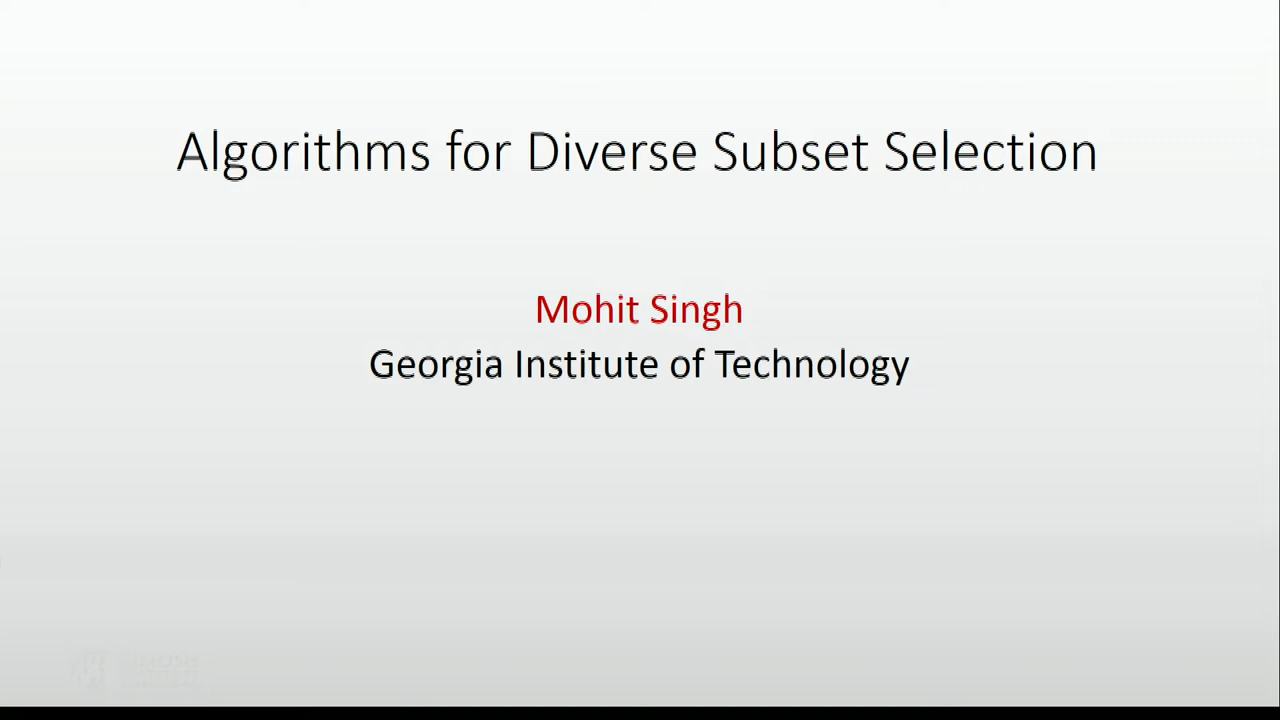 Algorithms for Diverse Subset Selection
Mohit Singh
Georgia Institute of Technology